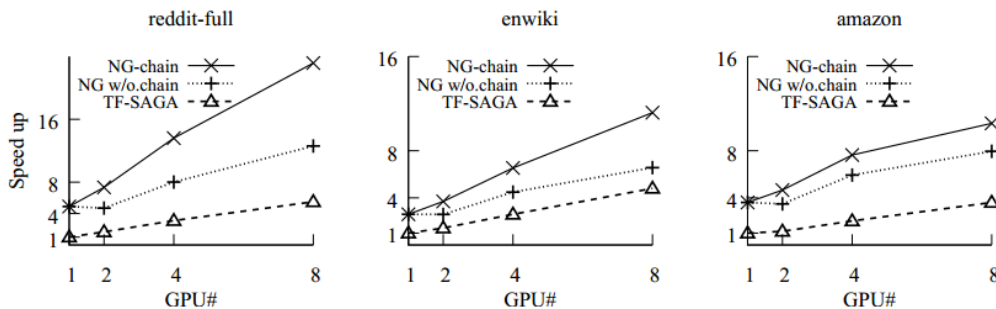 reddit-full
Speed up
NG-chain
NG w/o.chain
TF-SAGA
16
8
4
1
1 2 4 8
GPU#
enwiki
16
NG-chain
NG w/o.chain
TF-SAGA
8
4
1
1 2 4 8
GPU#
amazon
16
NG-chain
NG w/o.chain
TF-SAGA
8
4
1
1 2 4 8
GPU#